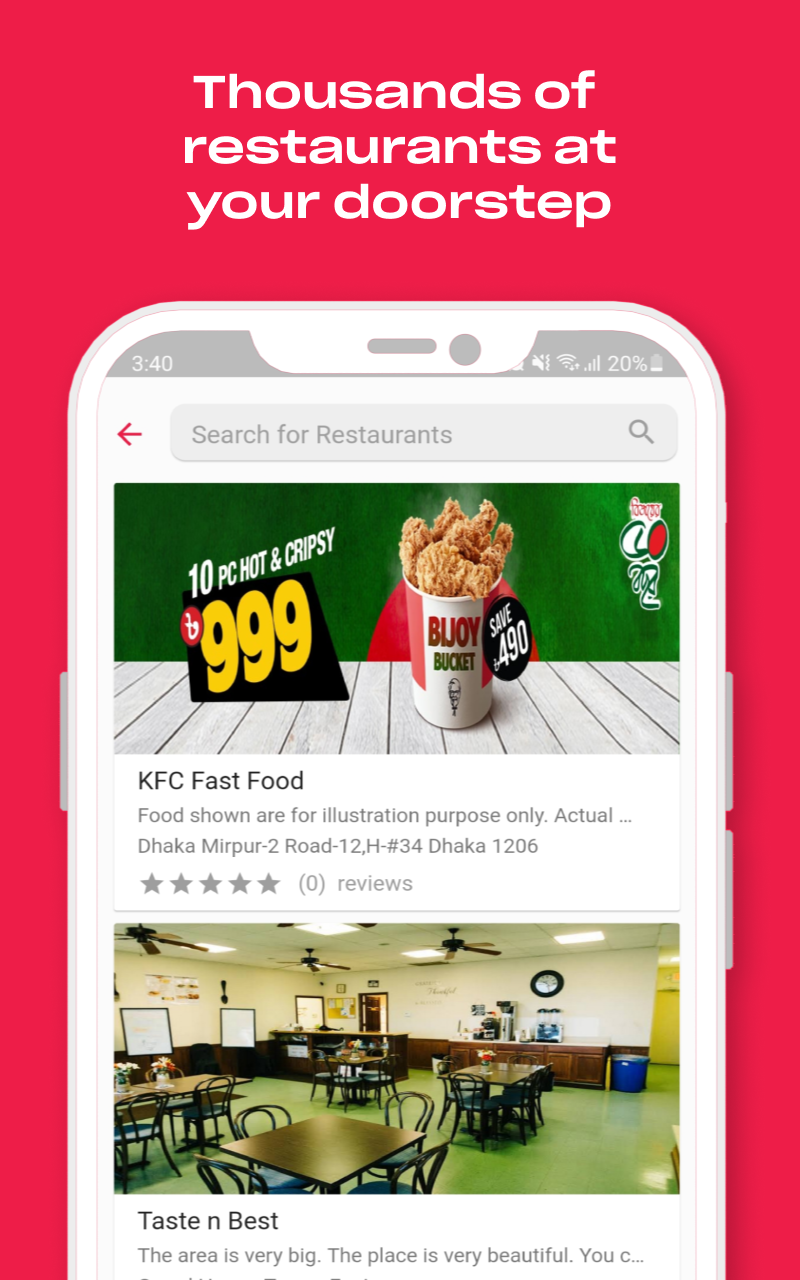 Thousands of
restaurants at
your doorstep
3:40
20%
Search for Restaurants
10 PC HOT & CRIPSY
৳999
BIJOY
BUCKET
SAVE
৳490
KFC Fast Food
Food shown are for illustration purpose only. Actual ...
Dhaka Mirpur-2 Road-12,H-#34 Dhaka 1206
(0) reviews
Taste n Best
The area is very big. The place is very beautiful. You c...